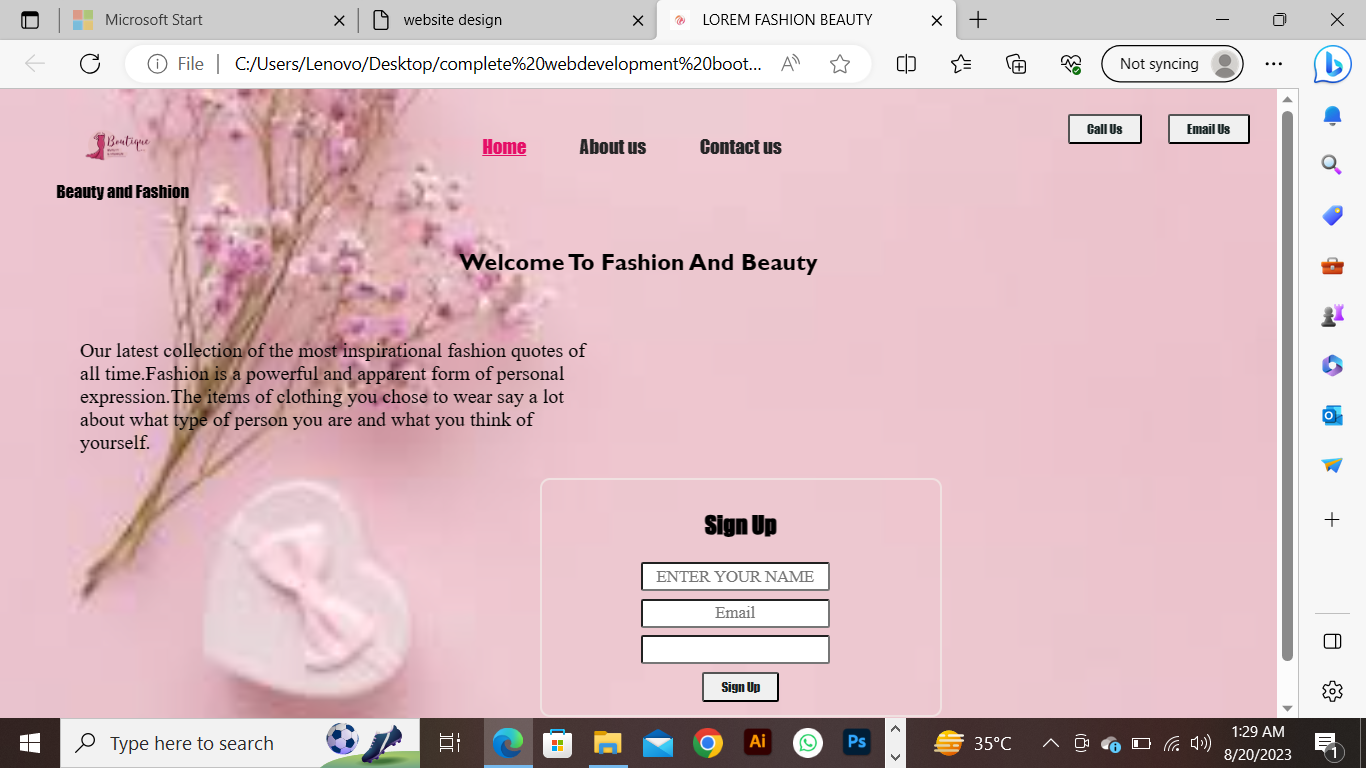 Microsoft Start
website design
LOREM FASHION BEAUTY
File
C:/Users/Lenovo/Desktop/complete%20webdevelopment%20boot...
Not syncing
Boutique
Home
About us
Contact us
Call Us
Email Us
Beauty and Fashion
Welcome To Fashion And Beauty
Our latest collection of the most inspirational fashion quotes of
all time.Fashion is a powerful and apparent form of personal
expression.The items of clothing you chose to wear say a lot
about what type of person you are and what you think of
yourself.
Sign Up
ENTER YOUR NAME
Email
Sign Up
Type here to search
Ai
Ps
35°C
1:29 AM
8/20/2023
1